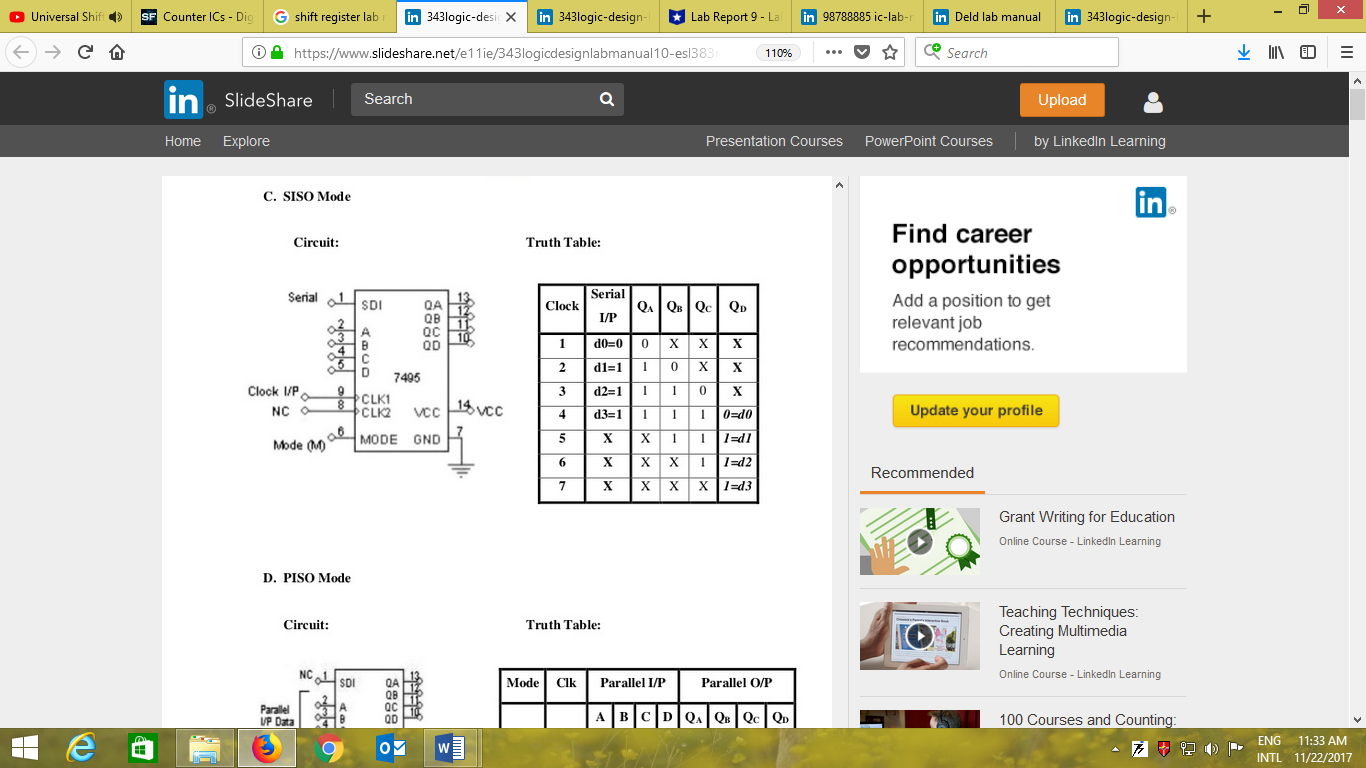 Universal Shift
Counter ICs - Dig
shift register lab
343logic-desi
343logic-design-
Lab Report 9 - La
98788885 ic-lab-
Deld lab manual
343logic-design-
https://www.slideshare.net/e11ie/343logicdesignlabmanual10-esl383
110%
Search
in ® SlideShare
Search
Upload
Home Explore
Presentation Courses PowerPoint Courses by LinkedIn Learning
C. SISO Mode
Circuit:
Truth Table:
Serial 1 SDI QA 13
QB 12
2 A QC 11
3 B QD 10
4 C
5 D
7495
Clock I/P 9 CLK1
NC 8 CLK2 VCC 14 VCC
Mode (M) 6 MODE GND 7
Clock Serial I/P QA QB QC QD
1 d0=0 0 X X X
2 d1=1 1 0 X X
3 d2=1 1 1 0 X
4 d3=1 1 1 1 0=d0
5 X X 1 1 1=d1
6 X X X 1 1=d2
7 X X X X 1=d3
D. PISO Mode
Circuit:
Truth Table:
NC 1 SDI QA 13
QB 12
Parallel 2 A QC 11
I/P Data 3 B QD 10
4
Mode Clk Parallel I/P Parallel O/P
A B C D QA QB QC QD
in ®
Find career
opportunities
Add a position to get
relevant job
recommendations.
Update your profile
Recommended
Grant Writing for Education
Online Course - LinkedIn Learning
Teaching Techniques:
Creating Multimedia
Learning
Online Course - LinkedIn Learning
100 Courses and Counting:
ENG 11:33 AM
INTL 11/22/2017